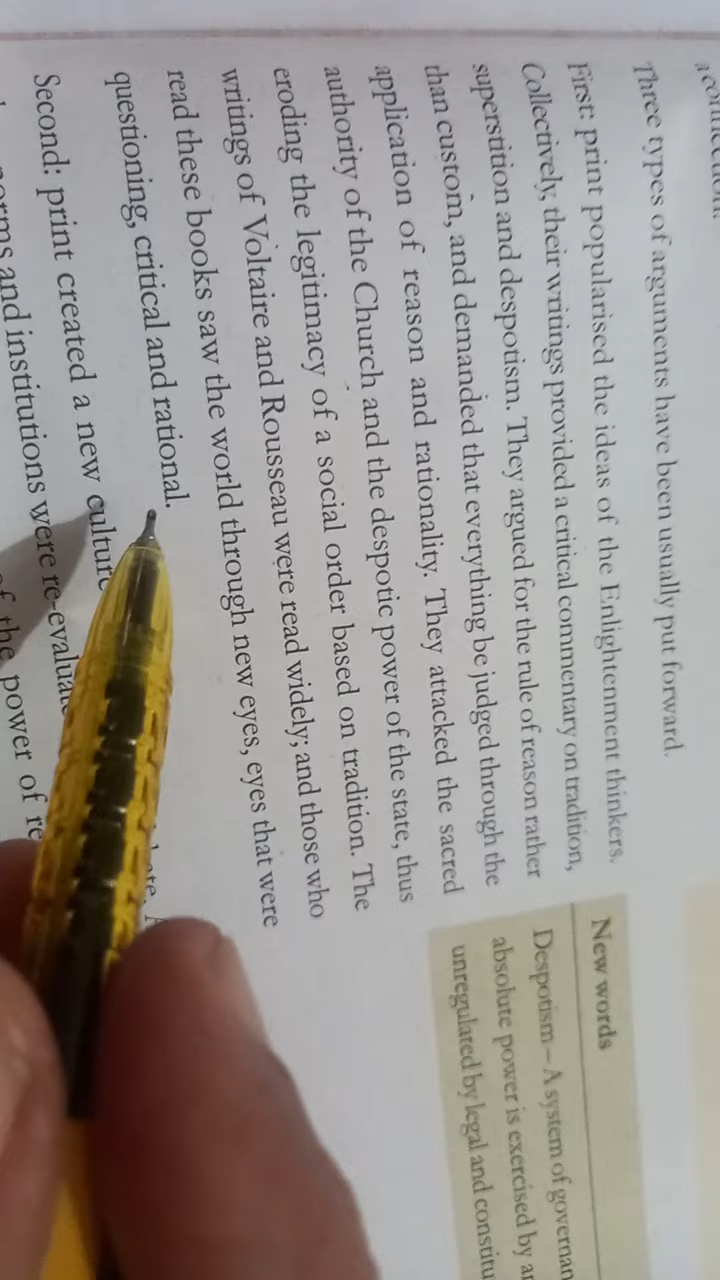 Three types of arguments have been usually put forward.
First: print popularised the ideas of the Enlightenment thinkers.
Collectively, their writings provided a critical commentary on tradition,
superstition and despotism. They argued for the rule of reason rather
than custom, and demanded that everything be judged through the
application of reason and rationality. They attacked the sacred
authority of the Church and the despotic power of the state, thus
eroding the legitimacy of a social order based on tradition. The
writings of Voltaire and Rousseau were read widely; and those who
read these books saw the world through new eyes, eyes that were
questioning, critical and rational.
Second: print created a new culture
norms and institutions were re-evaluate
of the power of re
New words
Despotism – A system of governan
absolute power is exercised by an
unregulated by legal and constitu